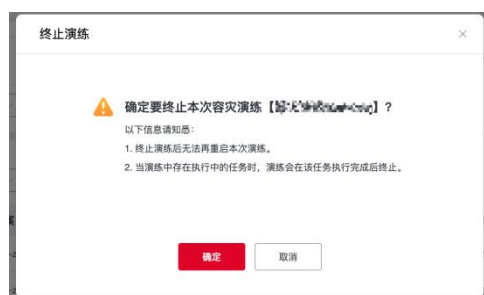 终止演练
确定要终止本次容灾演练【】?
以下信息请知悉:
1. 终止演练后无法再重启本次演练。
2. 当演练中存在执行中的任务时，演练会在该任务执行完成后终止。
确定
取消